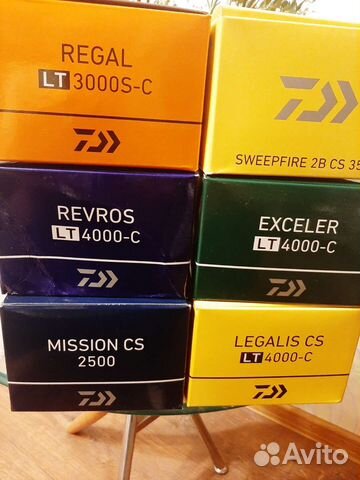 REGAL
LT 3000S-C
SWEEPFIRE 2B CS 35
REVROS
LT 4000-C
EXCELER
LT 4000-C
MISSION CS
2500
LEGALIS CS
LT 4000-C
Avito